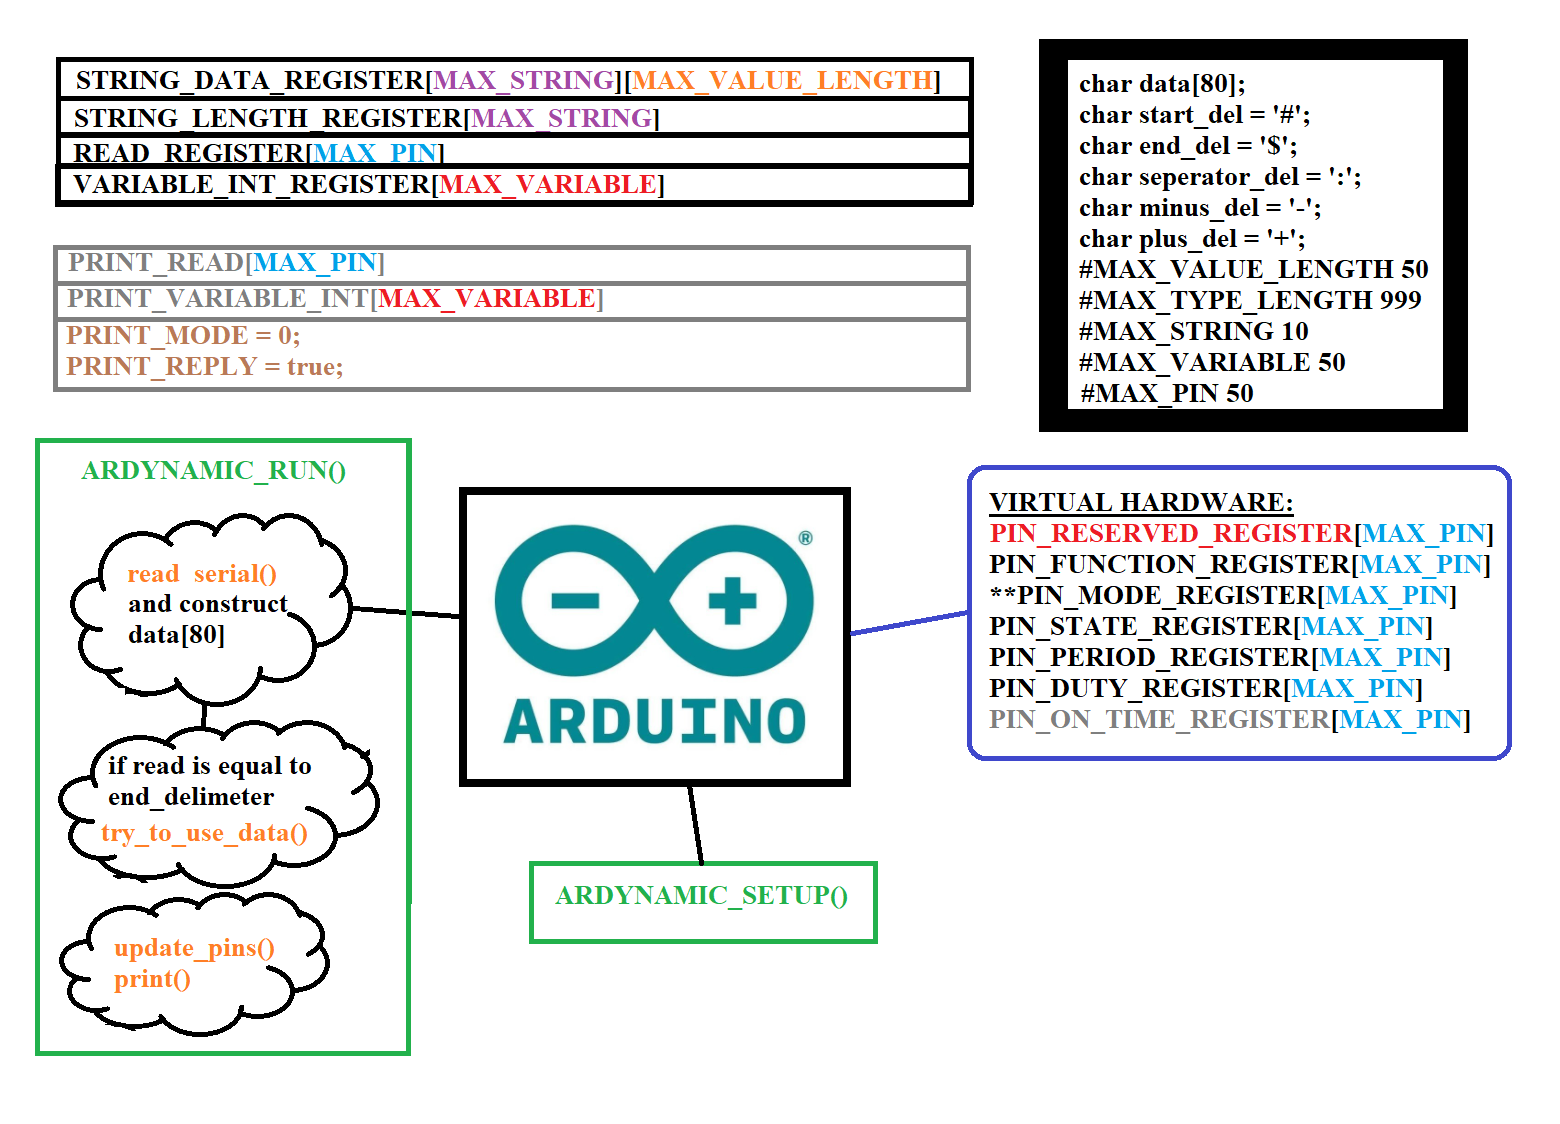 STRING_DATA_REGISTER[MAX_STRING][MAX_VALUE_LENGTH]
STRING_LENGTH_REGISTER[MAX_STRING]
READ_REGISTER[MAX_PIN]
VARIABLE_INT_REGISTER[MAX_VARIABLE]
PRINT_READ[MAX_PIN]
PRINT_VARIABLE_INT[MAX_VARIABLE]
PRINT_MODE = 0;
PRINT_REPLY = true;
char data[80];
char start_del = '#';
char end_del = '$';
char seperator_del = ':';
char minus_del = '-';
char plus_del = '+';
#MAX_VALUE_LENGTH 50
#MAX_TYPE_LENGTH 999
#MAX_STRING 10
#MAX_VARIABLE 50
#MAX_PIN 50
ARDYNAMIC_RUN()
read_serial()
and construct
data[80]
if read is equal to
end_delimeter
try_to_use_data()
update_pins()
print()
®
ARDUINO
ARDYNAMIC_SETUP()
VIRTUAL HARDWARE:
PIN_RESERVED_REGISTER[MAX_PIN]
PIN_FUNCTION_REGISTER[MAX_PIN]
**PIN_MODE_REGISTER[MAX_PIN]
PIN_STATE_REGISTER[MAX_PIN]
PIN_PERIOD_REGISTER[MAX_PIN]
PIN_DUTY_REGISTER[MAX_PIN]
PIN_ON_TIME_REGISTER[MAX_PIN]